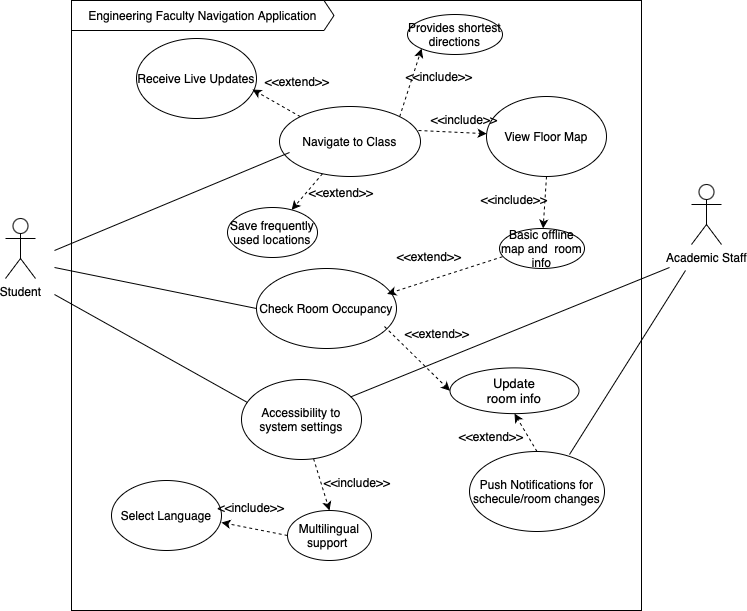 Engineering Faculty Navigation Application
Provides shortest
directions
Receive Live Updates
<<extend>>
<<include>>
<<include>>
Navigate to Class
View Floor Map
<<extend>>
<<include>>
Save frequently
used locations
Basic offline
map and room
info
<<extend>>
Academic Staff
Student
Check Room Occupancy
<<extend>>
Update
room info
Accessibility to
system settings
<<extend>>
<<include>>
Push Notifications for
schecule/room changes
Select Language
<<include>>
Multilingual
support